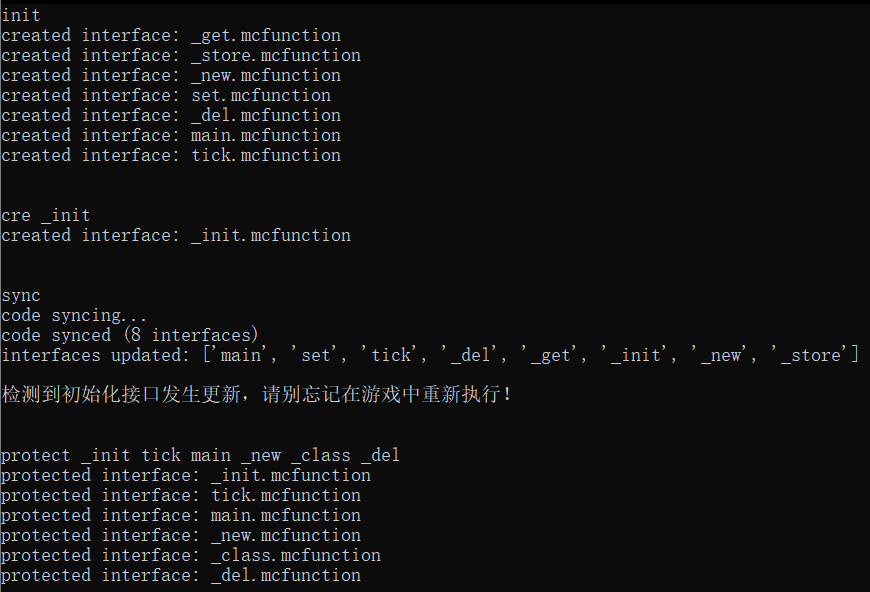 init
created interface: _get.mcfunction
created interface: _store.mcfunction
created interface: _new.mcfunction
created interface: set.mcfunction
created interface: _del.mcfunction
created interface: main.mcfunction
created interface: tick.mcfunction
cre _init
created interface: _init.mcfunction
sync
code syncing...
code synced (8 interfaces)
interfaces updated: ['main', 'set', 'tick', '_del', '_get', '_init', '_new', '_store']
检测到初始化接口发生更新，请别忘记在游戏中重新执行！
protect _init tick main _new _class _del
protected interface: _init.mcfunction
protected interface: tick.mcfunction
protected interface: main.mcfunction
protected interface: _new.mcfunction
protected interface: _class.mcfunction
protected interface: _del.mcfunction